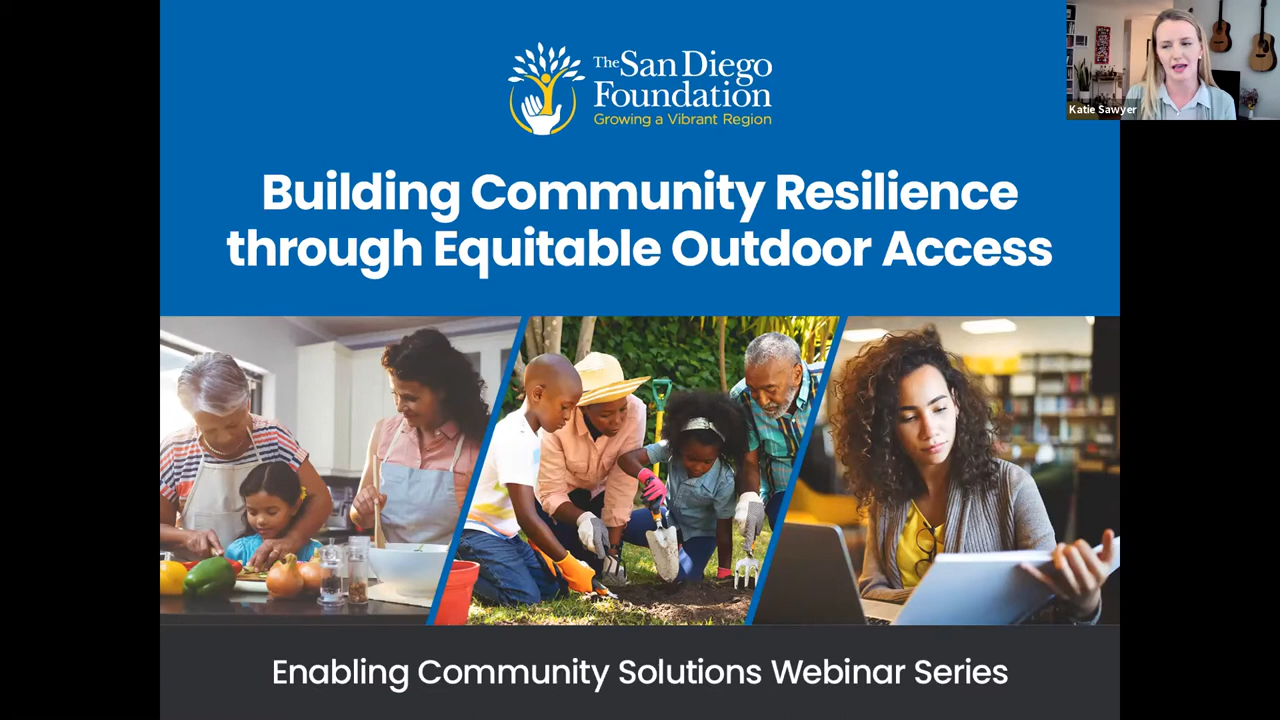 The San Diego
Foundation
Growing a Vibrant Region
Katie Sawyer
Building Community Resilience
through Equitable Outdoor Access
Enabling Community Solutions Webinar Series